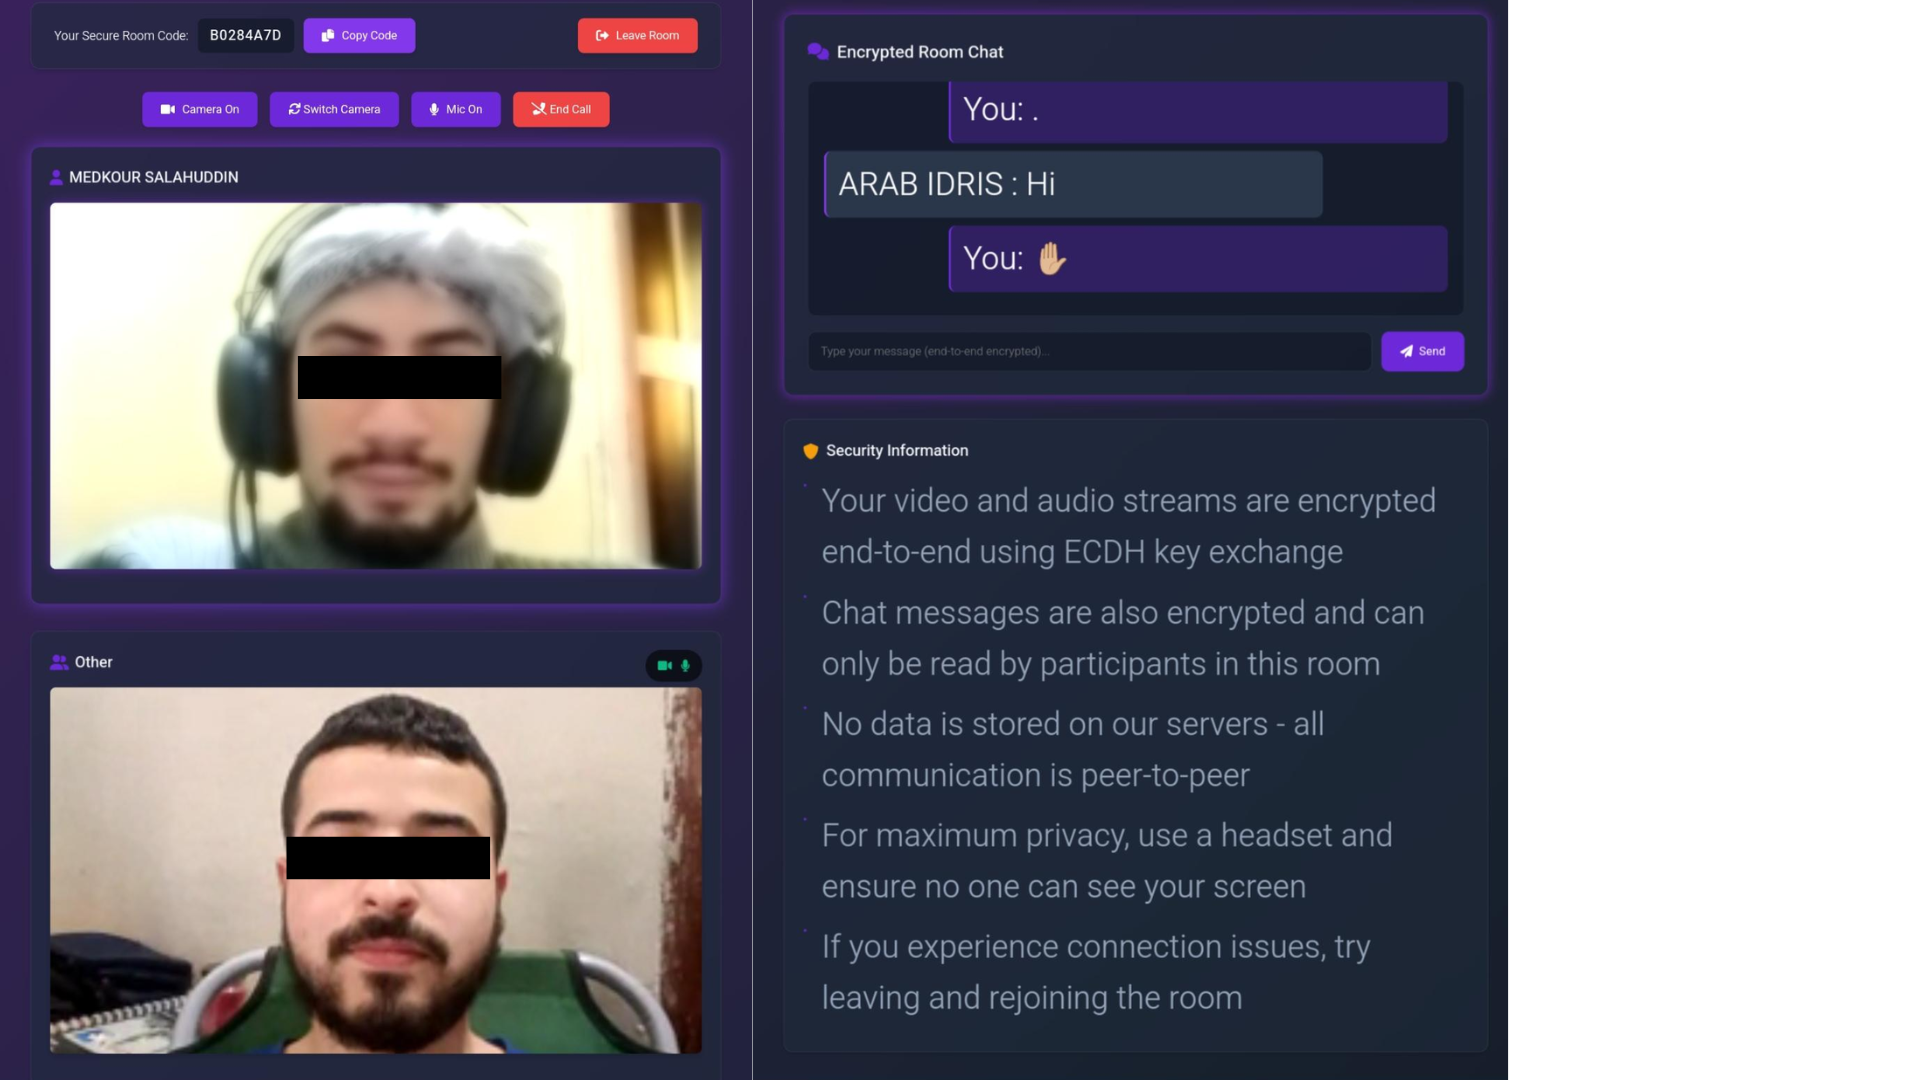 Your Secure Room Code: B0284A7D Copy Code Leave Room
Camera On Switch Camera Mic On End Call
MEDKOUR SALAHUDDIN
Other
Encrypted Room Chat
You: .
ARAB IDRIS : Hi
You: ✋🏼
Type your message (end-to-end encrypted)... Send
Security Information
Your video and audio streams are encrypted
end-to-end using ECDH key exchange
Chat messages are also encrypted and can
only be read by participants in this room
No data is stored on our servers - all
communication is peer-to-peer
For maximum privacy, use a headset and
ensure no one can see your screen
If you experience connection issues, try
leaving and rejoining the room